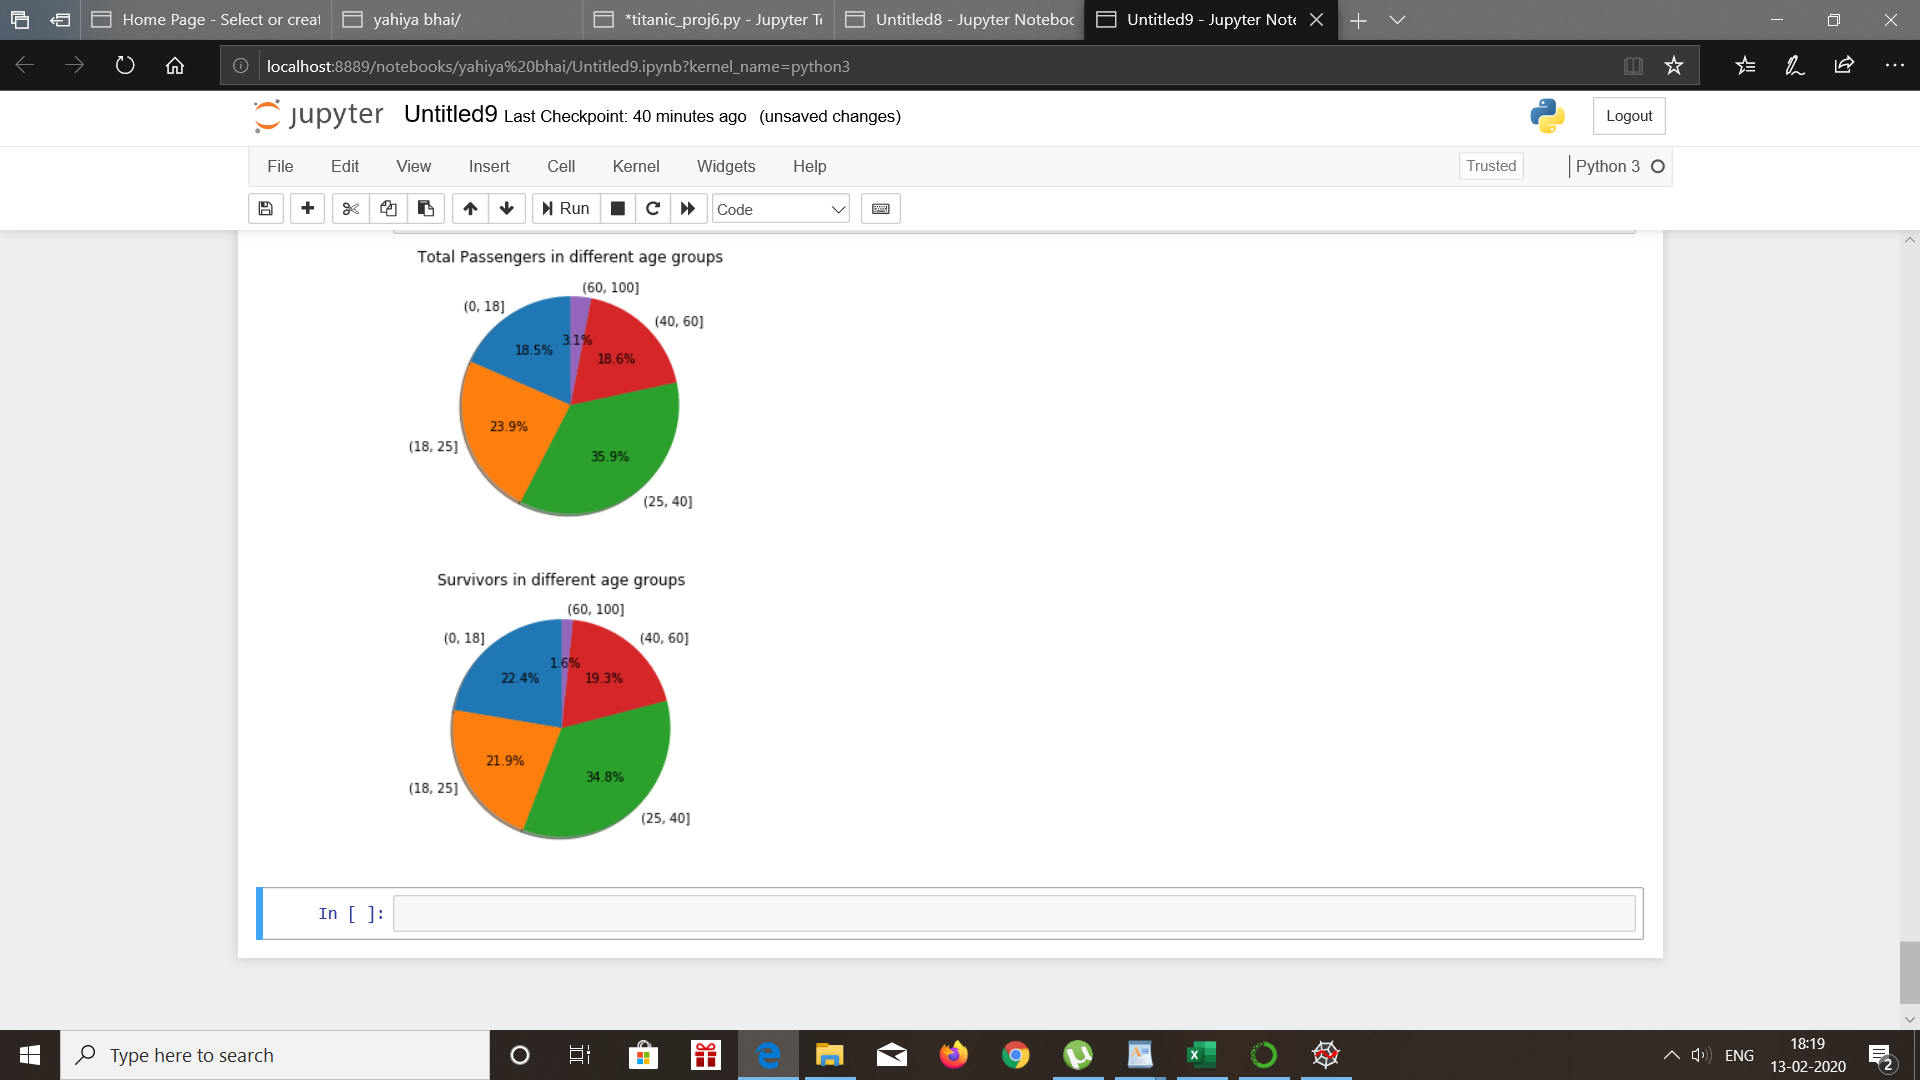 Home Page - Select or creat
yahiya bhai/
*titanic_proj6.py - Jupyter Te
Untitled8 - Jupyter Noteboo
Untitled9 - Jupyter Note
localhost:8889/notebooks/yahiya%20bhai/Untitled9.ipynb?kernel_name=python3
jupyter Untitled9 Last Checkpoint: 40 minutes ago (unsaved changes)
Logout
File Edit View Insert Cell Kernel Widgets Help
Trusted
Python 3
Run
Code
Total Passengers in different age groups
(60, 100]
(0, 18]
(40, 60]
3.1%
18.5%
18.6%
23.9%
(18, 25]
35.9%
(25, 40]
Survivors in different age groups
(60, 100]
(0, 18]
(40, 60]
1.6%
22.4%
19.3%
21.9%
34.8%
(18, 25]
(25, 40]
In [ ]:
Type here to search
ENG
18:19
13-02-2020
2